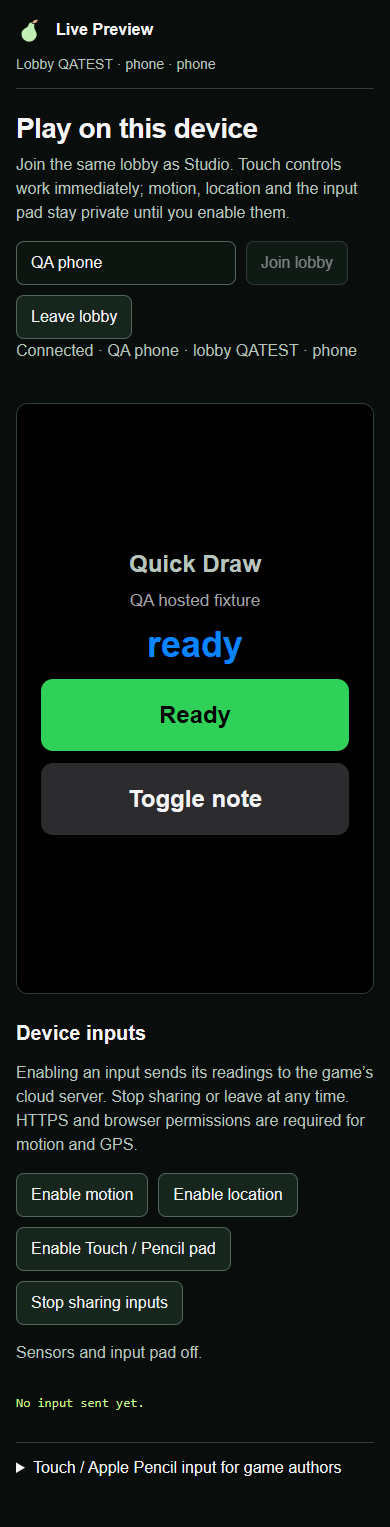 Live Preview
Lobby QATEST · phone · phone
Play on this device
Join the same lobby as Studio. Touch controls
work immediately; motion, location and the input
pad stay private until you enable them.
QA phone
Join lobby
Leave lobby
Connected · QA phone · lobby QATEST · phone
Quick Draw
QA hosted fixture
ready
Ready
Toggle note
Device inputs
Enabling an input sends its readings to the game’s
cloud server. Stop sharing or leave at any time.
HTTPS and browser permissions are required for
motion and GPS.
Enable motion
Enable location
Enable Touch / Pencil pad
Stop sharing inputs
Sensors and input pad off.
No input sent yet.
Touch / Apple Pencil input for game authors